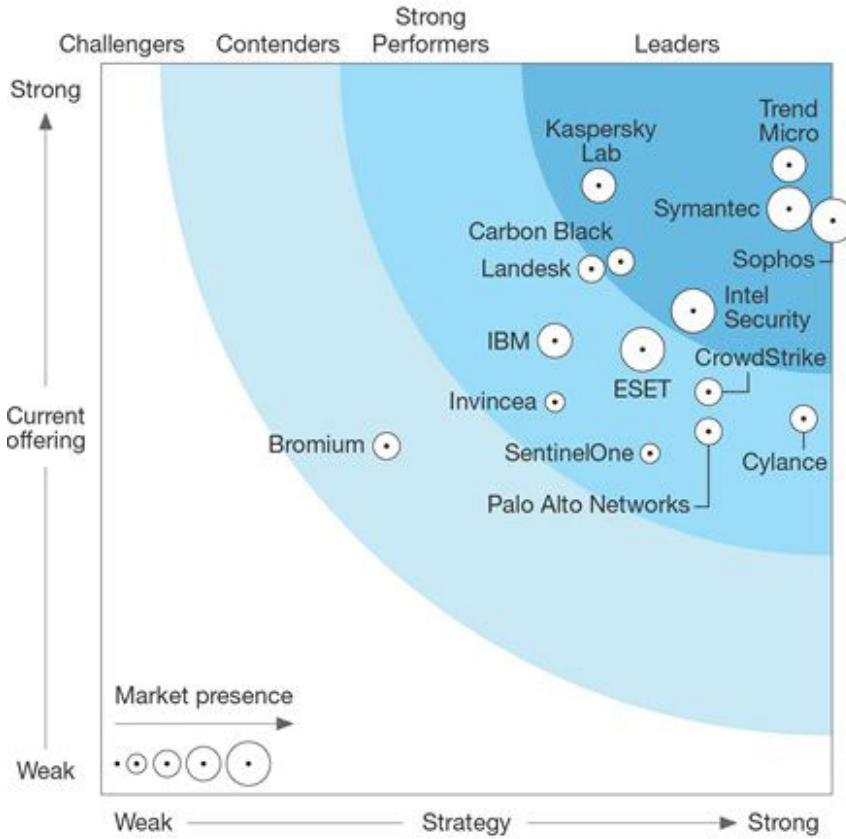 Challengers
Contenders
Strong
Performers
Leaders
Strong
Trend
Micro
Kaspersky
Lab
Symantec
Carbon Black
Landesk
Sophos
Intel
Security
IBM
CrowdStrike
ESET
Invincea
Current
offering
Bromium
SentinelOne
Cylance
Palo Alto Networks
Market presence
Weak
Weak
Strategy
Strong